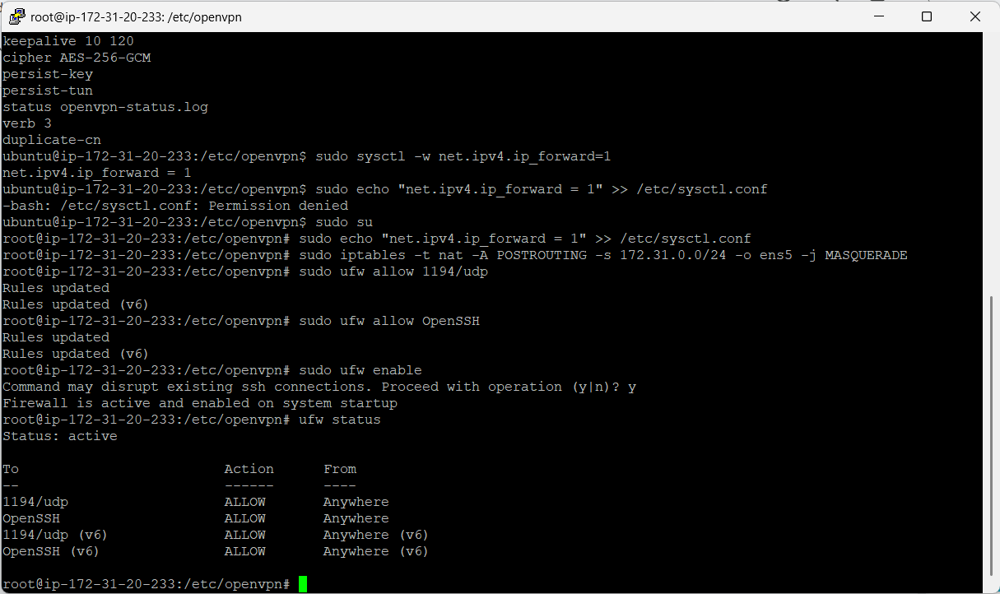 root@ip-172-31-20-233: /etc/openvpn
keepalive 10 120
cipher AES-256-GCM
persist-key
persist-tun
status openvpn-status.log
verb 3
duplicate-cn
ubuntu@ip-172-31-20-233:/etc/openvpn$ sudo sysctl -w net.ipv4.ip_forward=1
net.ipv4.ip_forward = 1
ubuntu@ip-172-31-20-233:/etc/openvpn$ sudo echo "net.ipv4.ip_forward = 1" >> /etc/sysctl.conf
-bash: /etc/sysctl.conf: Permission denied
ubuntu@ip-172-31-20-233:/etc/openvpn$ sudo su
root@ip-172-31-20-233:/etc/openvpn# sudo echo "net.ipv4.ip_forward = 1" >> /etc/sysctl.conf
root@ip-172-31-20-233:/etc/openvpn# sudo iptables -t nat -A POSTROUTING -s 172.31.0.0/24 -o ens5 -j MASQUERADE
root@ip-172-31-20-233:/etc/openvpn# sudo ufw allow 1194/udp
Rules updated
Rules updated (v6)
root@ip-172-31-20-233:/etc/openvpn# sudo ufw allow OpenSSH
Rules updated
Rules updated (v6)
root@ip-172-31-20-233:/etc/openvpn# sudo ufw enable
Command may disrupt existing ssh connections. Proceed with operation (y|n)? y
Firewall is active and enabled on system startup
root@ip-172-31-20-233:/etc/openvpn# ufw status
Status: active
To                         Action      From
--                         ------      ----
1194/udp                   ALLOW       Anywhere
OpenSSH                    ALLOW       Anywhere
1194/udp (v6)              ALLOW       Anywhere (v6)
OpenSSH (v6)               ALLOW       Anywhere (v6)
root@ip-172-31-20-233:/etc/openvpn#